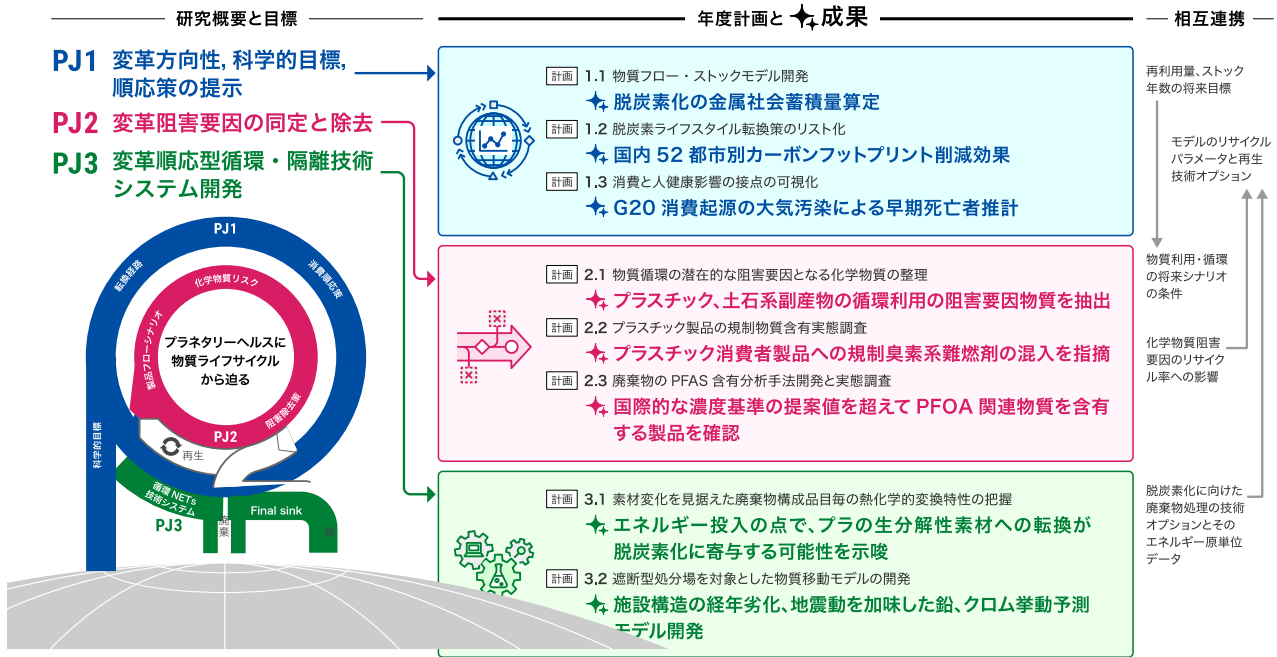 研究概要と目標
年度計画と成果
相互連携
PJ1 変革方向性, 科学的目標,
順応策の提示
PJ2 変革阻害要因の同定と除去
PJ3 変革順応型循環・隔離技術
システム開発
PJ1
転換経路
消費順応策
化学物質リスク
製品フローシナリオ
阻害除去策
プラネタリーヘルスに
物質ライフサイクル
から迫る
PJ2
再生
科学的目標
循環 NETs
技術システム
PJ3
廃棄
Final sink
計画 1.1 物質フロー・ストックモデル開発
脱炭素化の金属社会蓄積量算定
計画 1.2 脱炭素ライフスタイル転換策のリスト化
国内 52 都市別カーボンフットプリント削減効果
計画 1.3 消費と人健康影響の接点の可視化
G20 消費起源の大気汚染による早期死亡者推計
計画 2.1 物質循環の潜在的な阻害要因となる化学物質の整理
プラスチック、土石系副産物の循環利用の阻害要因物質を抽出
計画 2.2 プラスチック製品の規制物質含有実態調査
プラスチック消費者製品への規制臭素系難燃剤の混入を指摘
計画 2.3 廃棄物の PFAS 含有分析手法開発と実態調査
国際的な濃度基準の提案値を超えて PFOA 関連物質を含有
する製品を確認
計画 3.1 素材変化を見据えた廃棄物構成品目毎の熱化学的変換特性の把握
エネルギー投入の点で、プラの生分解性素材への転換が
脱炭素化に寄与する可能性を示唆
計画 3.2 遮断型処分場を対象とした物質移動モデルの開発
施設構造の経年劣化、地震動を加味した鉛、クロム挙動予測
モデル開発
再利用量、ストック
年数の将来目標
モデルのリサイクル
パラメータと再生
技術オプション
物質利用・循環
の将来シナリオ
の条件
化学物質阻害
要因のリサイク
ル率への影響
脱炭素化に向けた
廃棄物処理の技術
オプションとその
エネルギー原単位
データ